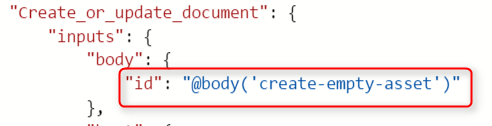 "Create_or_update_document": {
"inputs": {
"body": {
"id": "@body('create-empty-asset')"
},